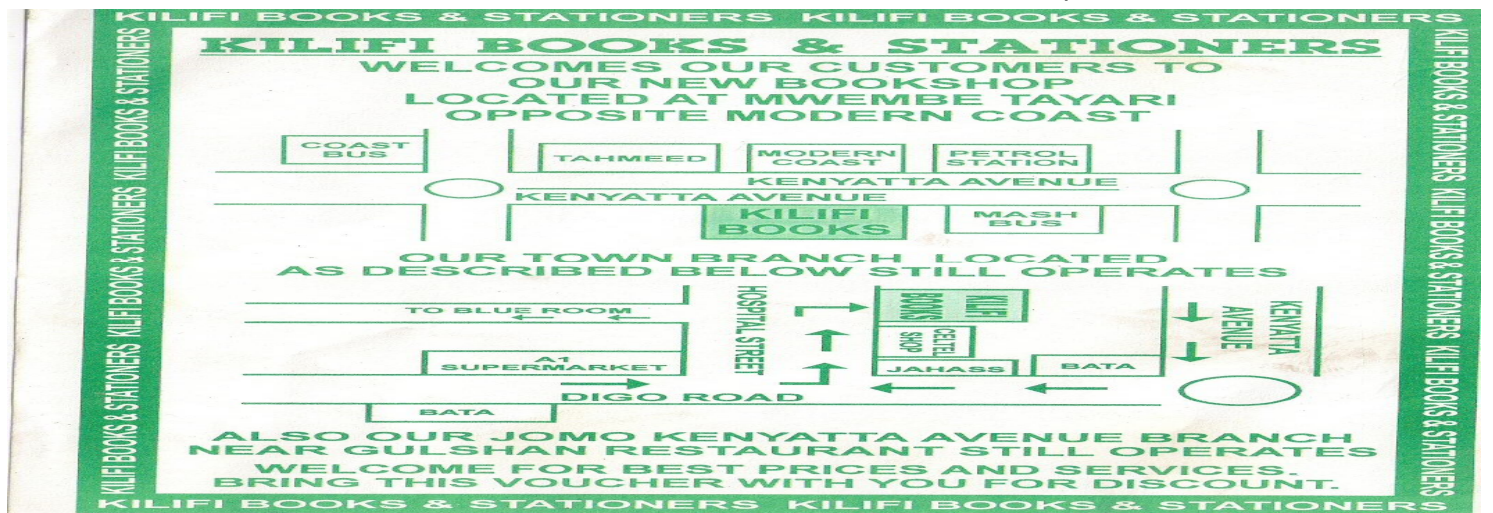 KILIFI BOOKS & STATIONERS KILIFI BOOKS & STATIONERS
KILIFI BOOKS & STATIONERS KILIFI BOOKS & STATIONERS
KILIFI BOOKS & STATIONERS KILIFI BOOKS & STATIONERS
KILIFI BOOKS & STATIONERS
WELCOMES OUR CUSTOMERS TO
OUR NEW BOOKSHOP
LOCATED AT MWEMBE TAYARI
OPPOSITE MODERN COAST
COAST
BUS
TAHMEED
MODERN
COAST
PETROL
STATION
KENYATTA AVENUE
KENYATTA AVENUE
KILIFI
BOOKS
MASH
BUS
OUR TOWN BRANCH LOCATED
AS DESCRIBED BELOW STILL OPERATES
TO BLUE ROOM
HOSPITAL STREET
KILIFI
BOOKS
CELTEL
SHOP
KENYATTA
AVENUE
A1
SUPERMARKET
JAHASS
BATA
DIGO ROAD
BATA
ALSO OUR JOMO KENYATTA AVENUE BRANCH
NEAR GULSHAN RESTAURANT STILL OPERATES
WELCOME FOR BEST PRICES AND SERVICES.
BRING THIS VOUCHER WITH YOU FOR DISCOUNT.
KILIFI BOOKS & STATIONERS KILIFI BOOKS & STATIONERS